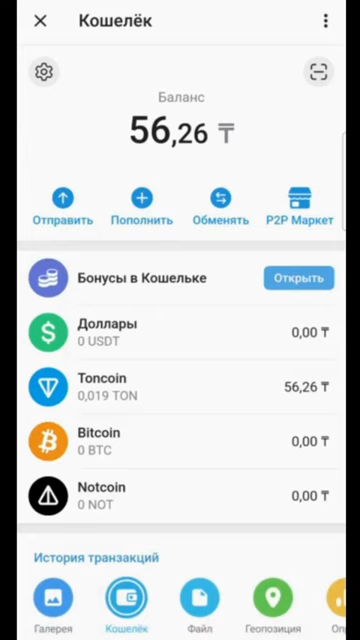 Кошелёк
Баланс
56,26 ₸
Отправить Пополнить Обменять P2P Маркет
Бонусы в Кошельке Открыть
Доллары
0 USDT 0,00 ₸
Toncoin
0,019 TON 56,26 ₸
Bitcoin
0 BTC 0,00 ₸
Notcoin
0 NOT 0,00 ₸
История транзакций
Галерея Кошелёк Файл Геопозиция